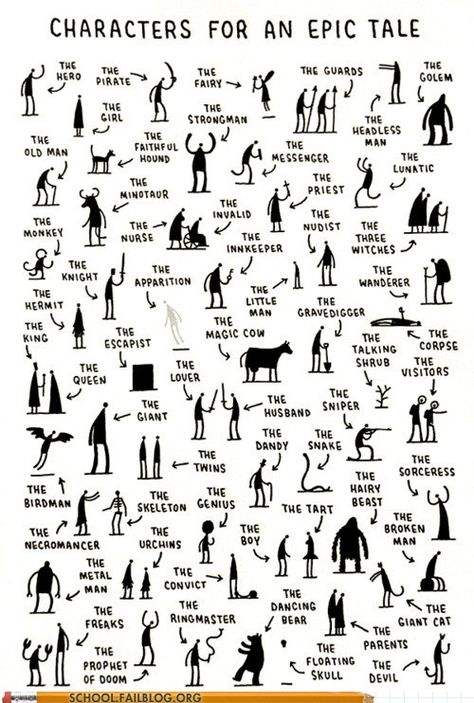 CHARACTERS FOR AN EPIC TALE
THE
HERO
THE
PIRATE
THE
FAIRY
THE GUARDS
THE
GOLEM
THE
GIRL
THE
STRONGMAN
THE
HEADLESS
MAN
THE
OLD MAN
THE
FAITHFUL
HOUND
THE
MESSENGER
THE
LUNATIC
THE
MINOTAUR
THE
PRIEST
THE
MONKEY
THE
NURSE
THE
INVALID
THE
INNKEEPER
THE
NUDIST
THE
THREE
WITCHES
THE
KNIGHT
THE
APPARITION
THE
LITTLE
MAN
THE
WANDERER
THE
HERMIT
THE
GRAVEDIGGER
THE
KING
THE
ESCAPIST
THE
MAGIC COW
THE
TALKING
SHRUB
THE
CORPSE
THE
QUEEN
THE
LOVER
THE
VISITORS
THE
GIANT
THE
HUSBAND
THE
SNIPER
THE
TWINS
THE
DANDY
THE
SNAKE
THE
SORCERESS
THE
BIRDMAN
THE
SKELETON
THE
GENIUS
THE TART
THE
HAIRY
BEAST
THE
NECROMANCER
THE
URCHINS
THE
BOY
THE
BROKEN
MAN
THE
METAL
MAN
THE
CONVICT
THE
DANCING
BEAR
THE
GIANT CAT
THE
FREAKS
THE
RINGMASTER
THE
PARENTS
THE
PROPHET
OF DOOM
THE
FLOATING
SKULL
THE
DEVIL
SCHOOL.FAILBLOG.ORG